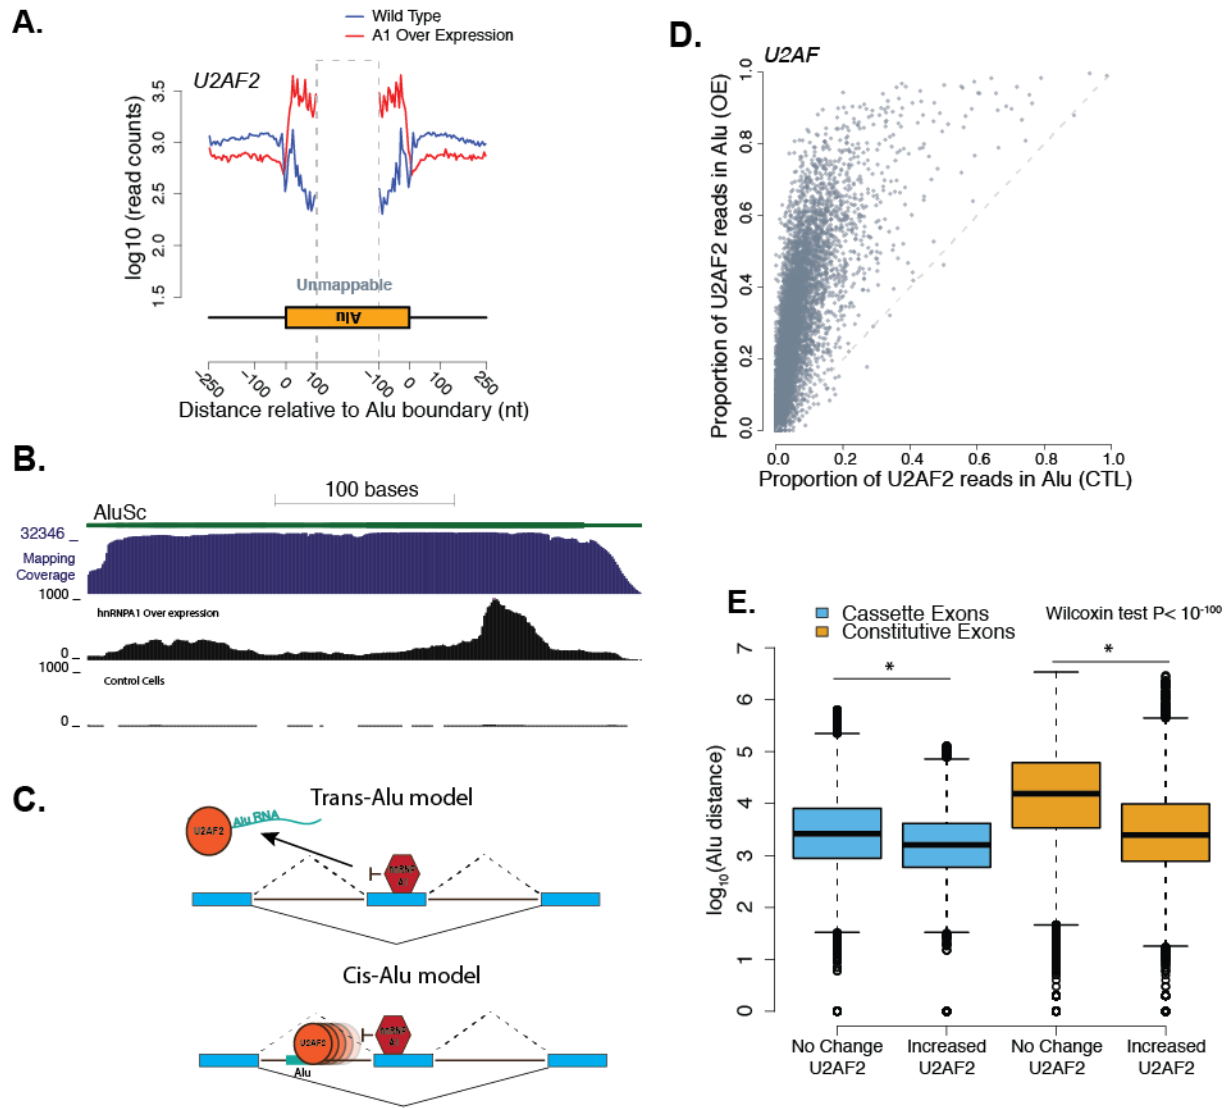 A.
Wild Type
A1 Over Expression
U2AF2
log10 (read counts)
3.5
3.0
2.5
2.0
1.5
Unmappable
Alu
-250
-100
0
100
-100
0
100
250
Distance relative to Alu boundary (nt)
B.
100 bases
AluSc
32346
Mapping
Coverage
1000
hnRNPA1 Over expression
0
1000
Control Cells
0
C.
Trans-Alu model
U2AF2
Alu RNA
hnRNP
A1
Cis-Alu model
U2AF2
hnRNP
A1
Alu
D.
U2AF
Proportion of U2AF2 reads in Alu (OE)
1.0
0.8
0.6
0.4
0.2
0.0
0.0
0.2
0.4
0.6
0.8
1.0
Proportion of U2AF2 reads in Alu (CTL)
E.
Cassette Exons
Constitutive Exons
Wilcoxin test P< 10-100
*
*
log10(Alu distance)
7
6
5
4
3
2
1
0
No Change
U2AF2
Increased
U2AF2
No Change
U2AF2
Increased
U2AF2